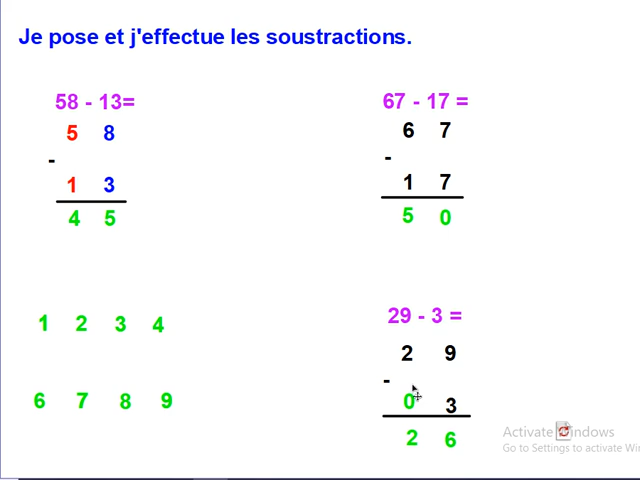 Je pose et j'effectue les soustractions.
58 - 13=
5 8
-
1 3
4 5
67 - 17 =
6 7
-
1 7
5 0
1 2 3 4
6 7 8 9
29 - 3 =
2 9
-
0 3
2 6
Activate Windows
Go to Settings to activate Win